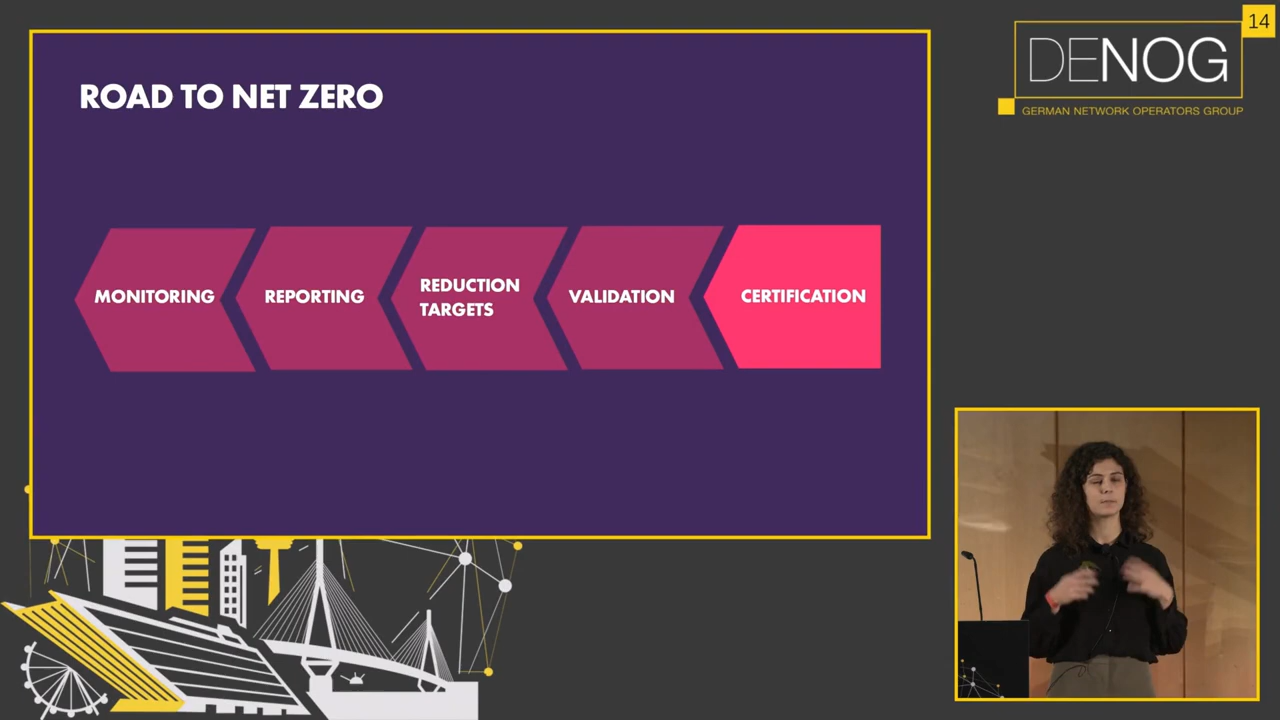 ROAD TO NET ZERO
MONITORING
REPORTING
REDUCTION
TARGETS
VALIDATION
CERTIFICATION
14
DENOG
GERMAN NETWORK OPERATORS GROUP